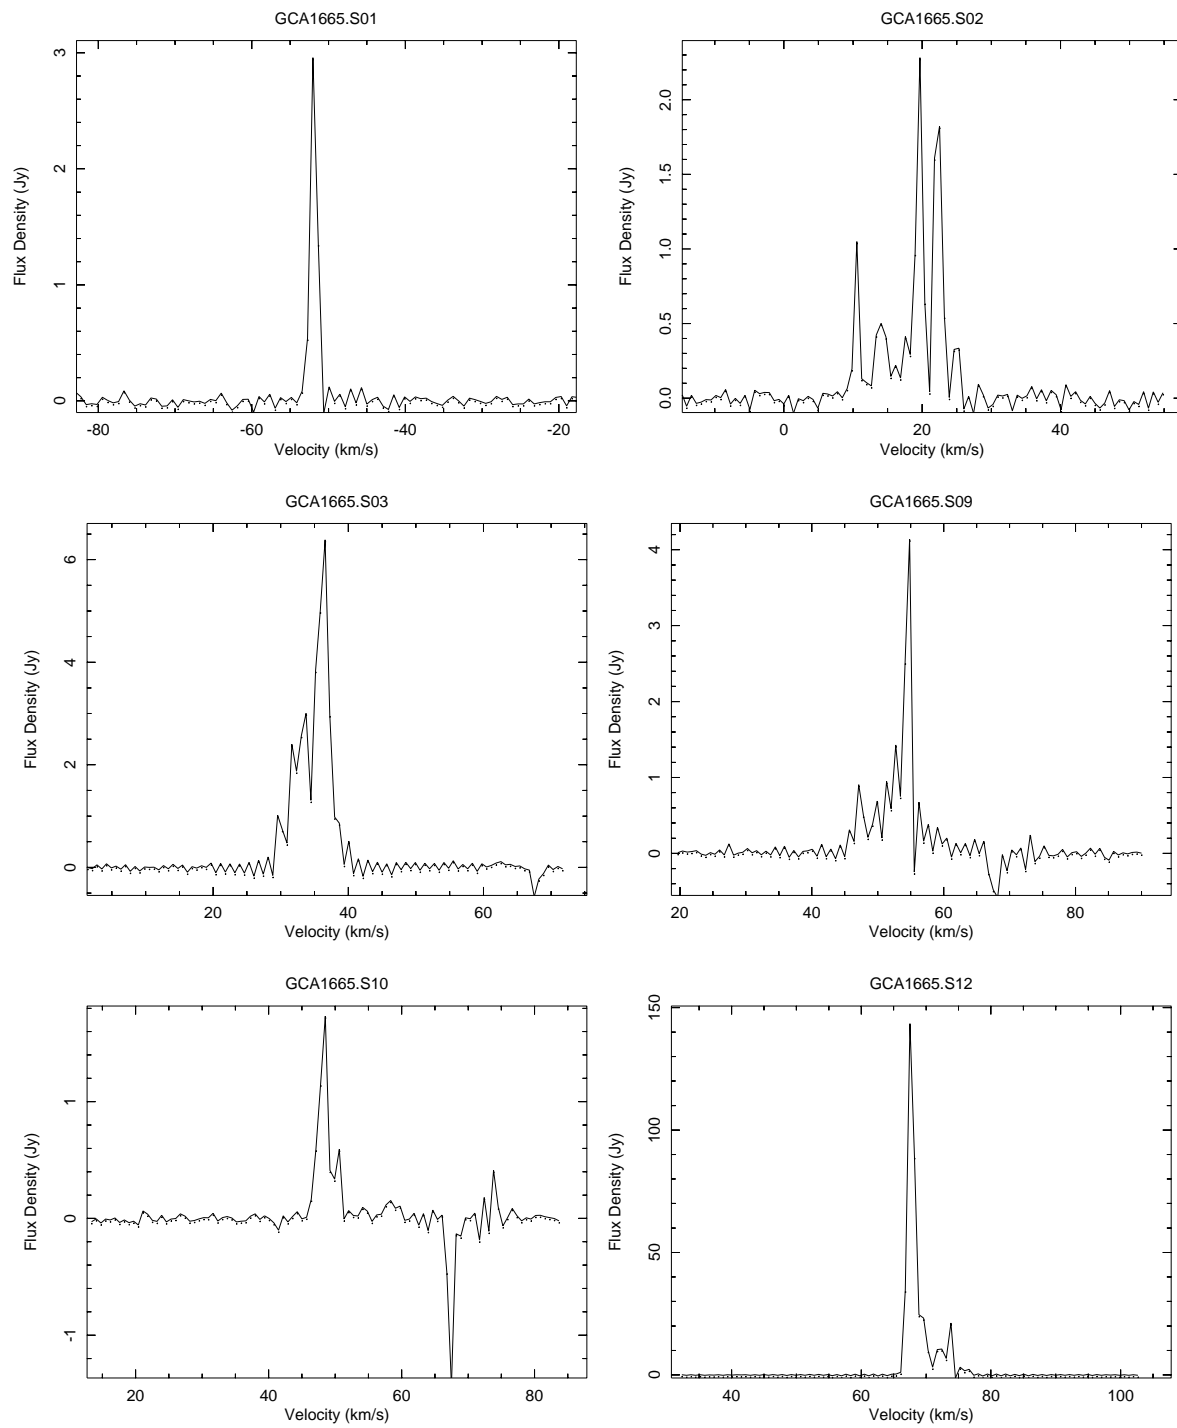 GCA1665.S01
3
2
1
0
Flux Density (Jy)
-80 -60 -40 -20
Velocity (km/s)
GCA1665.S02
2.0
1.5
1.0
0.5
0.0
Flux Density (Jy)
0 20 40
Velocity (km/s)
GCA1665.S03
6
4
2
0
Flux Density (Jy)
20 40 60
Velocity (km/s)
GCA1665.S09
4
3
2
1
0
Flux Density (Jy)
20 40 60 80
Velocity (km/s)
GCA1665.S10
1
0
-1
Flux Density (Jy)
20 40 60 80
Velocity (km/s)
GCA1665.S12
150
100
50
0
Flux Density (Jy)
40 60 80 100
Velocity (km/s)